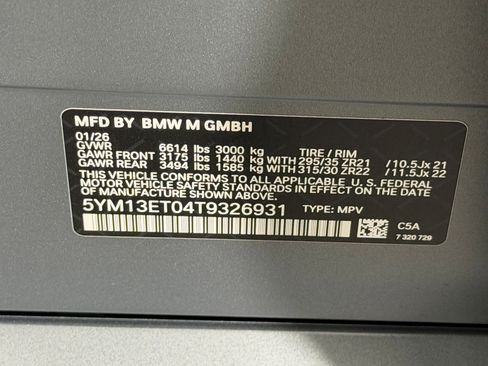 MFD BY BMW M GMBH
01/26
GVWR 6614 lbs 3000 kg TIRE / RIM
GAWR FRONT 3175 lbs 1440 kg WITH 295/35 ZR21 / 10.5Jx 21
GAWR REAR 3494 lbs 1585 kg WITH 315/30 ZR22 / 11.5Jx 22
THIS VEHICLE CONFORMS TO ALL APPLICABLE U.S. FEDERAL
MOTOR VEHICLE SAFETY STANDARDS IN EFFECT ON THE DATE OF MANUFACTURE SHOWN ABOVE.
5YM13ET04T9326931 TYPE: MPV
C5A
7 320 729